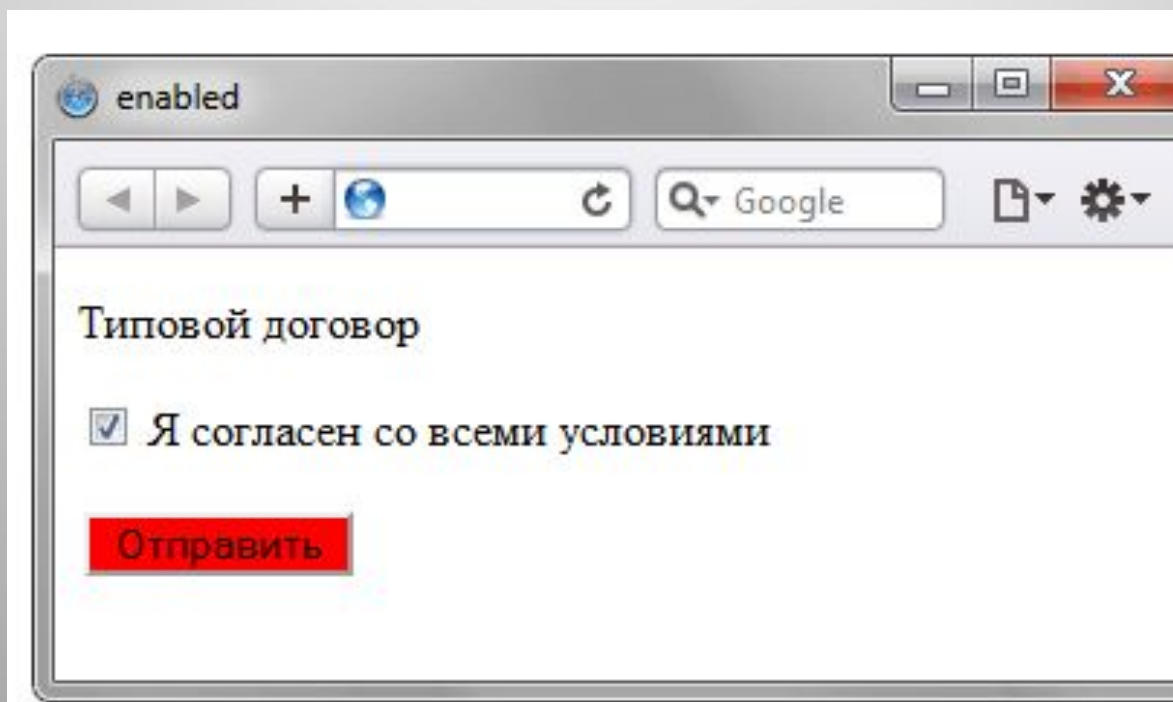 enabled
Google
Типовой договор
Я согласен со всеми условиями
Отправить